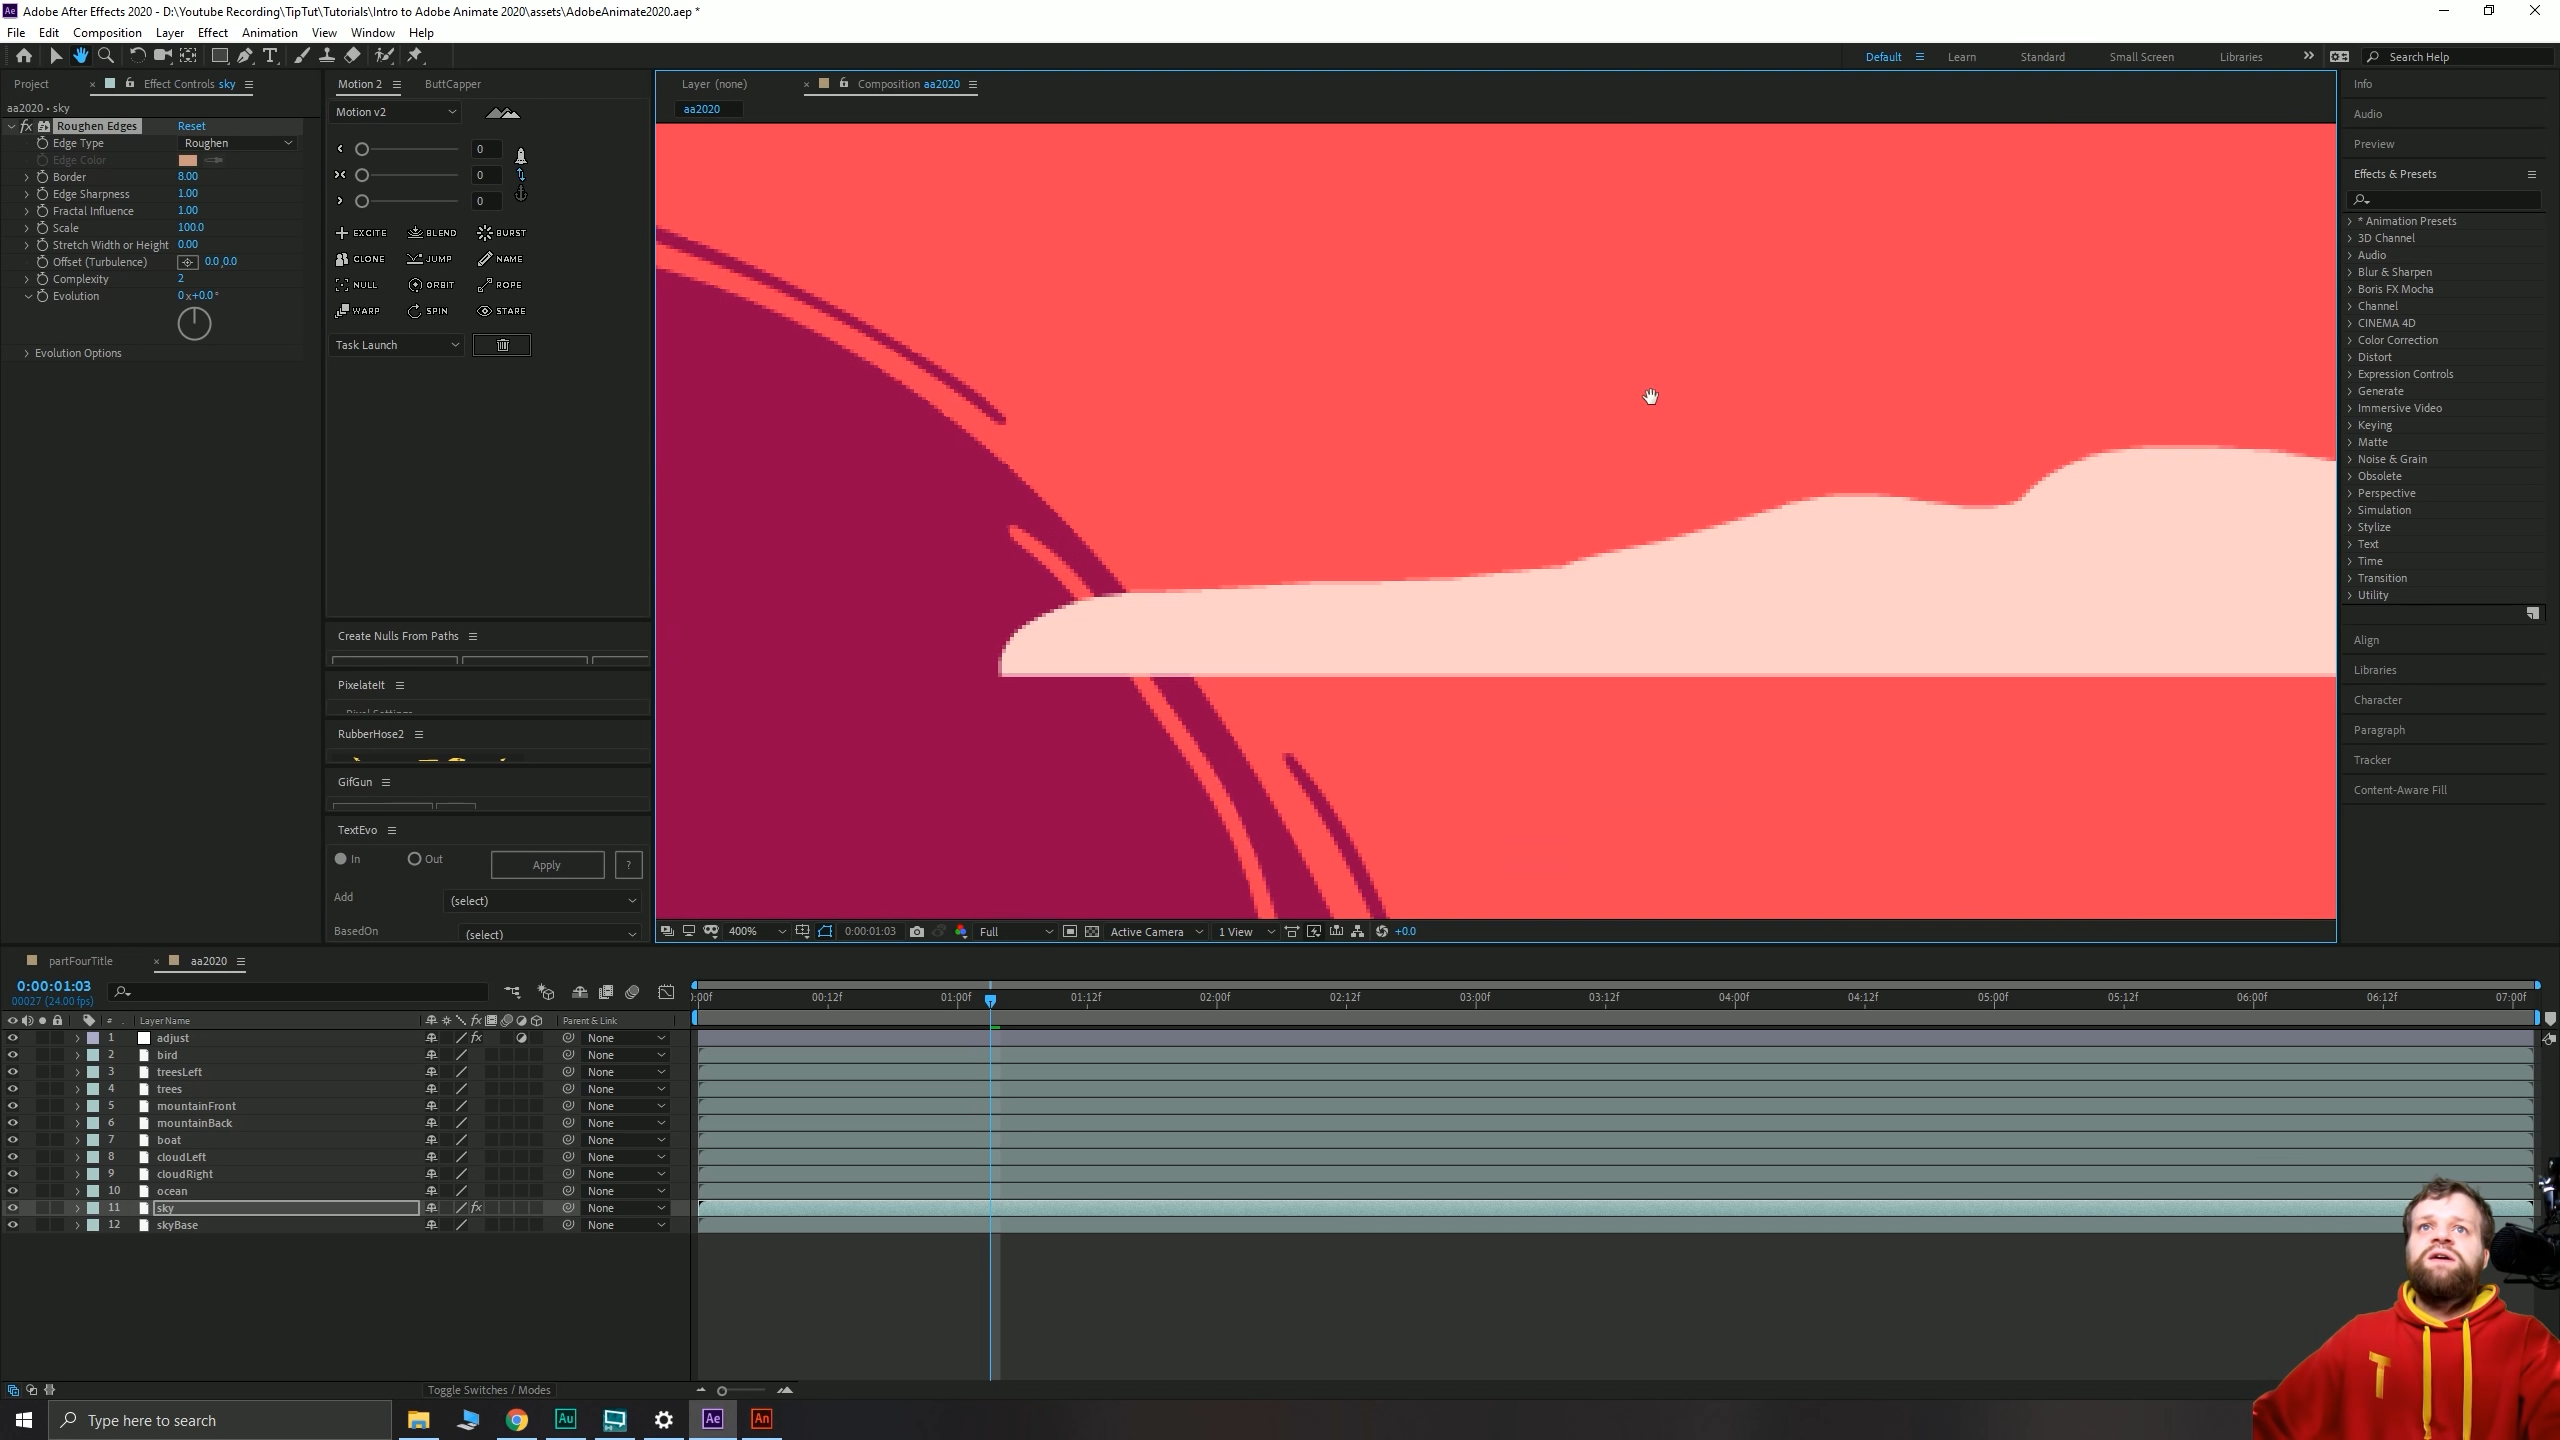 Adobe After Effects 2020 - D:\Youtube Recording\TipTut\Tutorials\Intro to Adobe Animate 2020\assets\AdobeAnimate2020.aep *
File Edit Composition Layer Effect Animation View Window Help
Default Learn Standard Small Screen Libraries Search Help
Project Effect Controls sky
aa2020 • sky
fx Roughen Edges Reset
Edge Type Roughen
Edge Color
Border 8.00
Edge Sharpness 1.00
Fractal Influence 1.00
Scale 100.0
Stretch Width or Height 0.00
Offset (Turbulence) 0.0,0.0
Complexity 2
Evolution 0x+0.0°
Evolution Options
Motion 2 ButtCapper
Motion v2
0
0
0
EXCITE BLEND BURST
CLONE JUMP NAME
NULL ORBIT ROPE
WARP SPIN STARE
Task Launch
Create Nulls From Paths
PixelateIt
Pixel Settings
RubberHose2
GifGun
TextEvo
In Out Apply ?
Add (select)
BasedOn (select)
Layer (none) Composition aa2020
aa2020
400% 0:00:01:03 Full Active Camera 1 View +0.0
Info
Audio
Preview
Effects & Presets
* Animation Presets
3D Channel
Audio
Blur & Sharpen
Boris FX Mocha
Channel
CINEMA 4D
Color Correction
Distort
Expression Controls
Generate
Immersive Video
Keying
Matte
Noise & Grain
Obsolete
Perspective
Simulation
Stylize
Text
Time
Transition
Utility
Align
Libraries
Character
Paragraph
Tracker
Content-Aware Fill
partFourTitle aa2020
0:00:01:03
00027 (24.00 fps)
:00f 00:12f 01:00f 01:12f 02:00f 02:12f 03:00f 03:12f 04:00f 04:12f 05:00f 05:12f 06:00f 06:12f 07:00f
# Layer Name fx Parent & Link
1 adjust fx None
2 bird None
3 treesLeft None
4 trees None
5 mountainFront None
6 mountainBack None
7 boat None
8 cloudLeft None
9 cloudRight None
10 ocean None
11 sky fx None
12 skyBase None
Toggle Switches / Modes
Type here to search Au Ae An